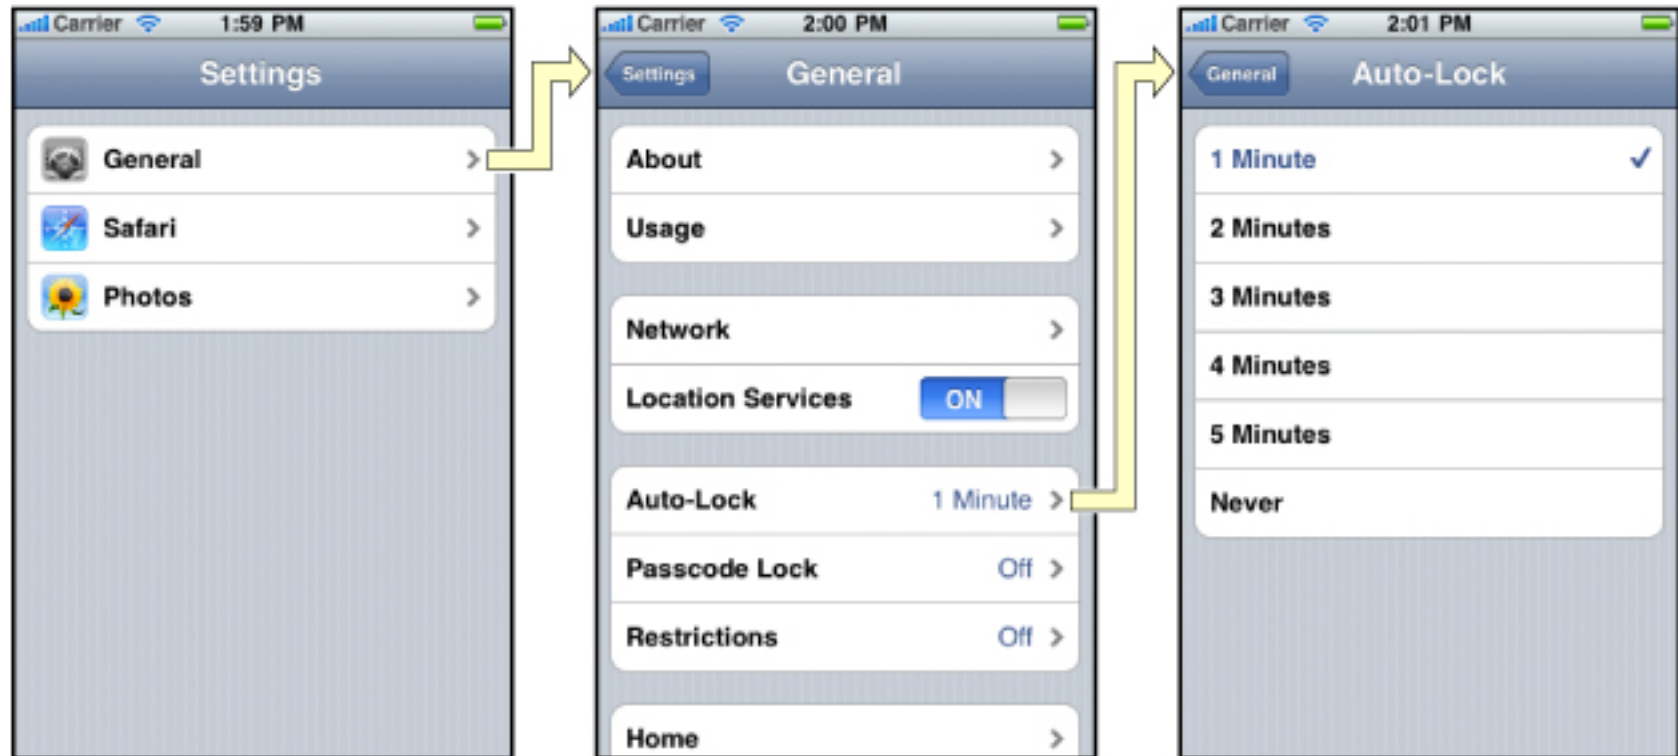 Carrier 1:59 PM
Settings
General
Safari
Photos
Carrier 2:00 PM
Settings General
About
Usage
Network
Location Services ON
Auto-Lock 1 Minute
Passcode Lock Off
Restrictions Off
Home
Carrier 2:01 PM
General Auto-Lock
1 Minute
2 Minutes
3 Minutes
4 Minutes
5 Minutes
Never